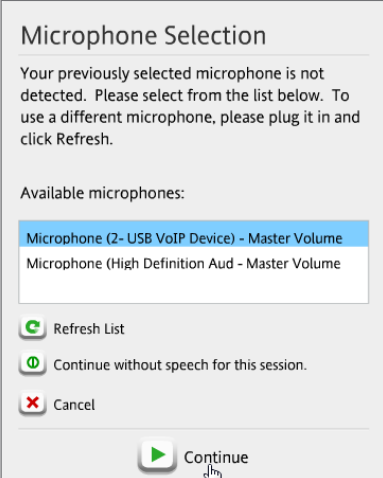 Microphone Selection
Your previously selected microphone is not
detected.  Please select from the list below.  To
use a different microphone, please plug it in and
click Refresh.
Available microphones:
Microphone (2- USB VoIP Device) - Master Volume
Microphone (High Definition Aud - Master Volume
Refresh List
Continue without speech for this session.
Cancel
Continue